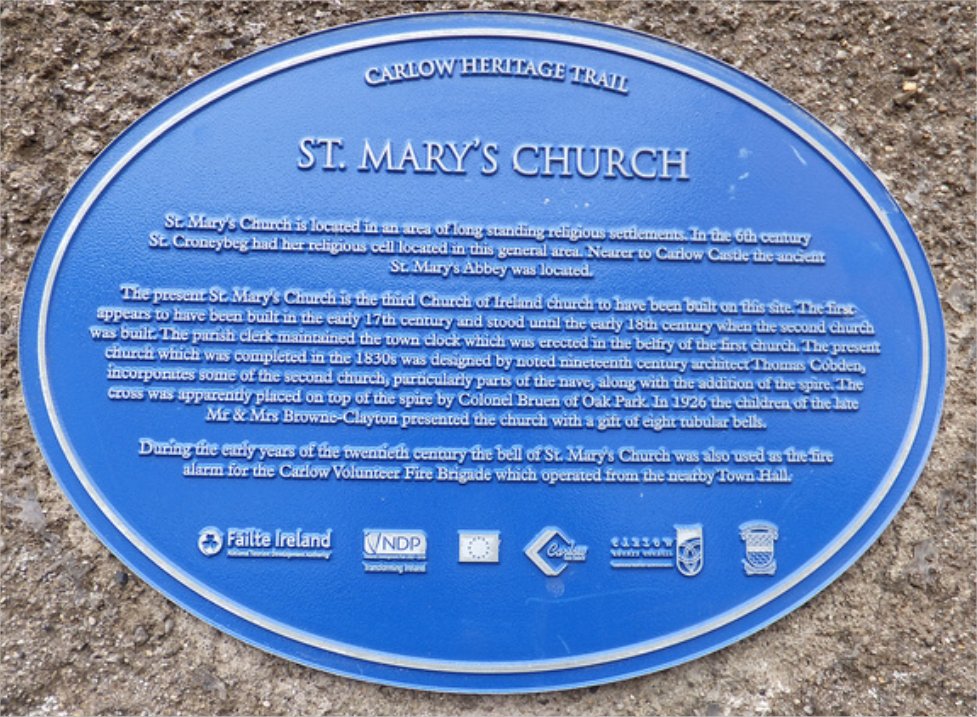 CARLOW HERITAGE TRAIL
ST. MARY'S CHURCH
St. Mary's Church is located in an area of long standing religious settlements. In the 6th century
St. Croneybeg had her religious cell located in this general area. Nearer to Carlow Castle the ancient
St. Mary's Abbey was located.
The present St. Mary's Church is the third Church of Ireland church to have been built on this site. The first
appears to have been built in the early 17th century and stood until the early 18th century when the second church
was built. The parish clerk maintained the town clock which was erected in the belfry of the first church. The present
church which was completed in the 1830s was designed by noted nineteenth century architect Thomas Cobden,
incorporates some of the second church, particularly parts of the nave, along with the addition of the spire. The
cross was apparently placed on top of the spire by Colonel Bruen of Oak Park. In 1926 the children of the late
Mr & Mrs Browne-Clayton presented the church with a gift of eight tubular bells.
During the early years of the twentieth century the bell of St. Mary's Church was also used as the fire
alarm for the Carlow Volunteer Fire Brigade which operated from the nearby Town Hall.
Fáilte Ireland
National Tourism Development Authority
NDP
Transforming Ireland
Carlow
CARLOW